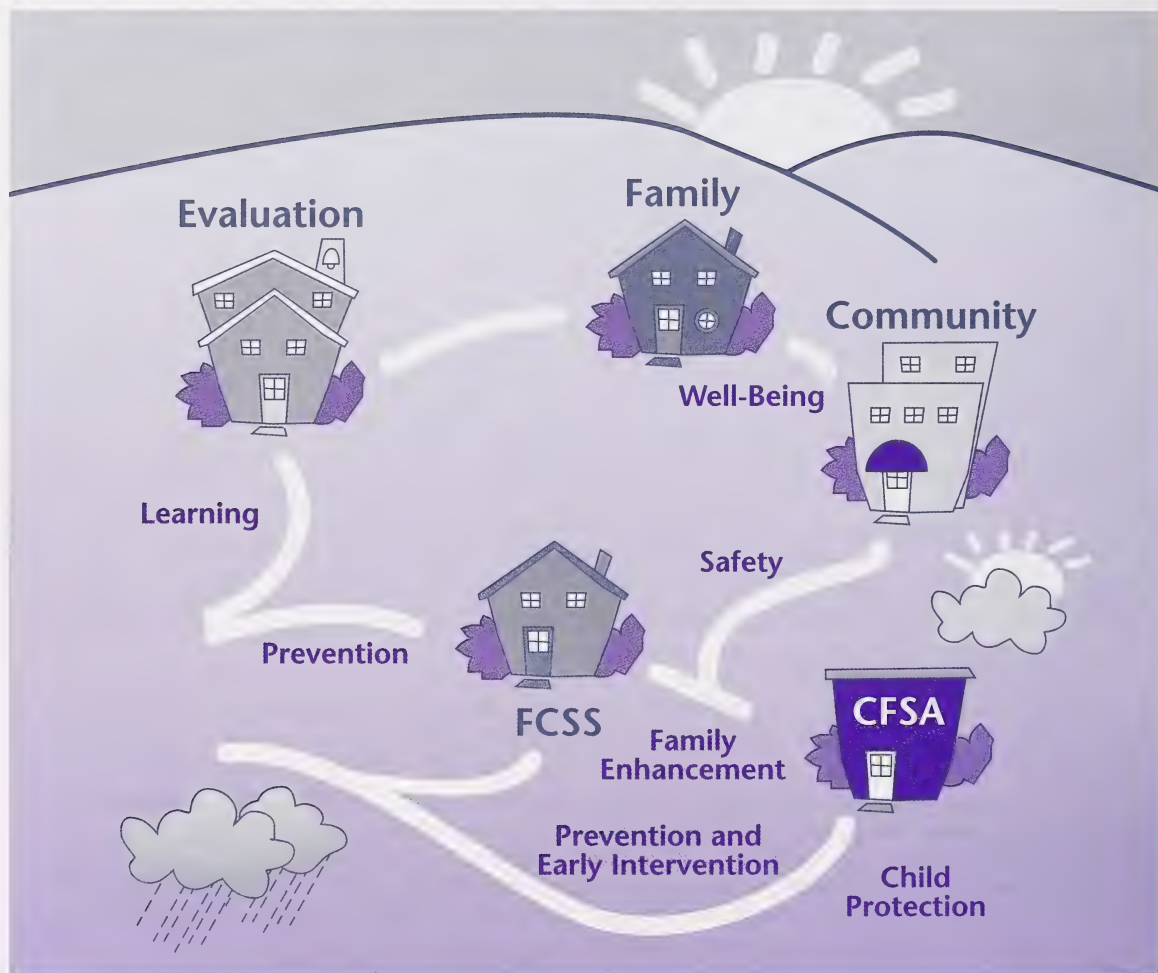 Family
Evaluation
Community
Well-Being
Learning
Safety
Prevention
CFSA
FCSS
Family
Enhancement
Prevention and
Early Intervention
Child
Protection